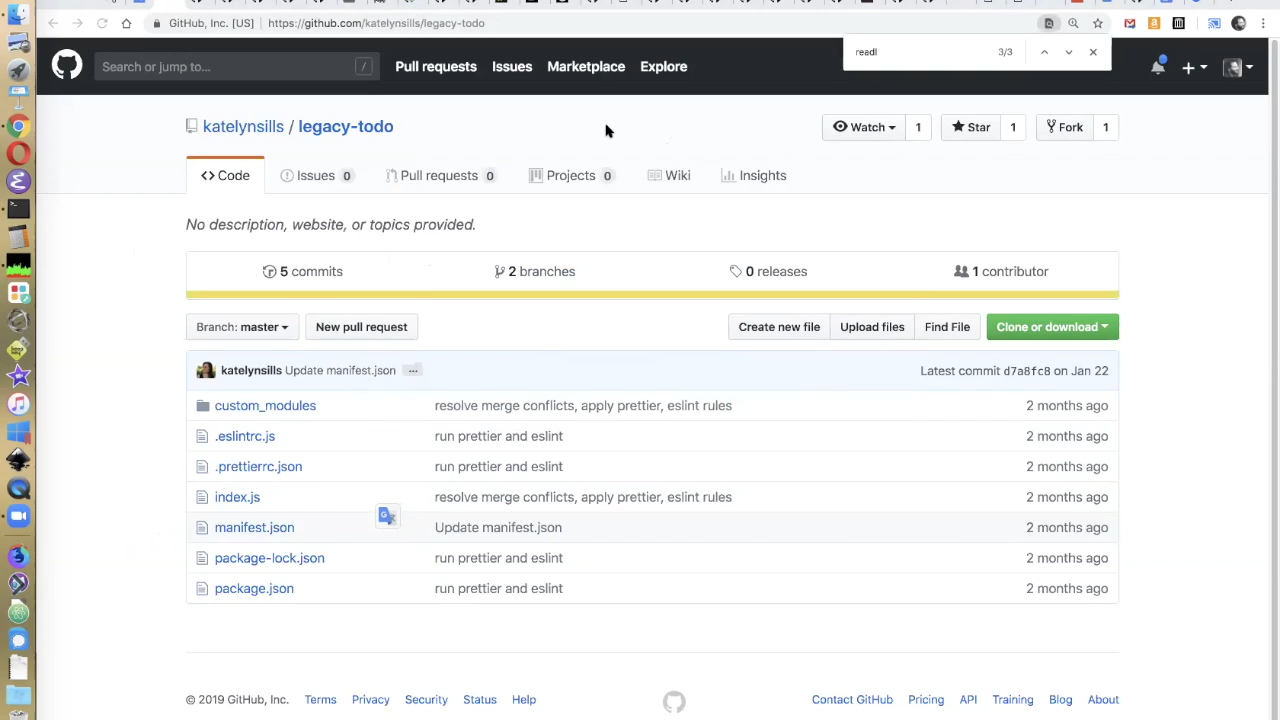 GitHub, Inc. [US] https://github.com/katelynsills/legacy-todo
readl 3/3
Search or jump to... /
Pull requests Issues Marketplace Explore
katelynsills / legacy-todo
Watch 1 Star 1 Fork 1
Code Issues 0 Pull requests 0 Projects 0 Wiki Insights
No description, website, or topics provided.
5 commits 2 branches 0 releases 1 contributor
Branch: master New pull request Create new file Upload files Find File Clone or download
katelynsills Update manifest.json ... Latest commit d7a8fc8 on Jan 22
custom_modules resolve merge conflicts, apply prettier, eslint rules 2 months ago
.eslintrc.js run prettier and eslint 2 months ago
.prettierrc.json run prettier and eslint 2 months ago
index.js resolve merge conflicts, apply prettier, eslint rules 2 months ago
manifest.json Update manifest.json 2 months ago
package-lock.json run prettier and eslint 2 months ago
package.json run prettier and eslint 2 months ago
© 2019 GitHub, Inc. Terms Privacy Security Status Help Contact GitHub Pricing API Training Blog About